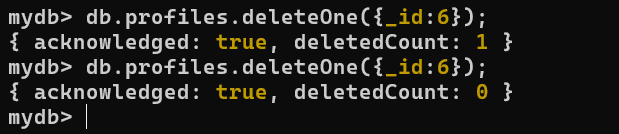 mydb> db.profiles.deleteOne({_id:6});
{ acknowledged: true, deletedCount: 1 }
mydb> db.profiles.deleteOne({_id:6});
{ acknowledged: true, deletedCount: 0 }
mydb>